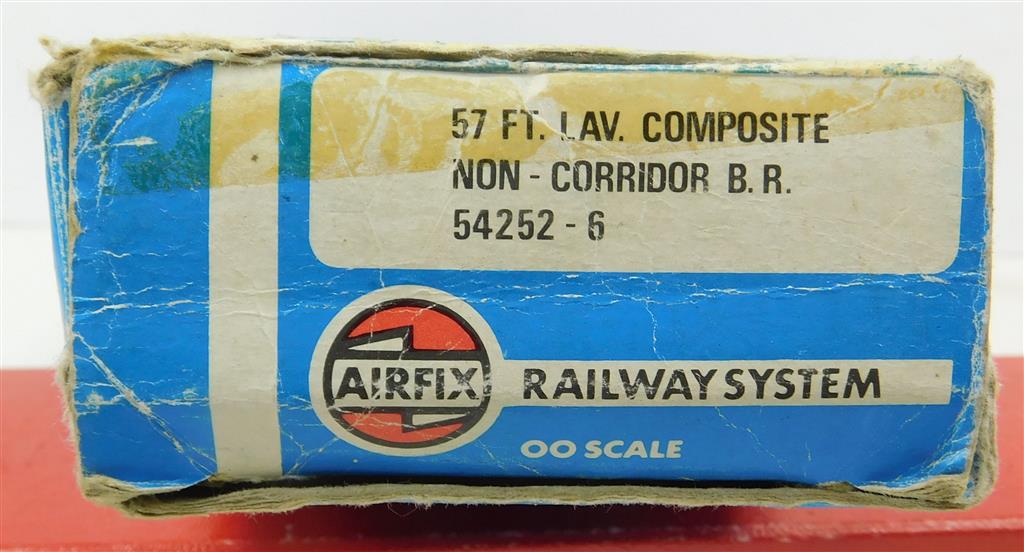 57 FT. LAV. COMPOSITE
NON - CORRIDOR B. R.
54252 - 6
AIRFIX RAILWAY SYSTEM
OO SCALE